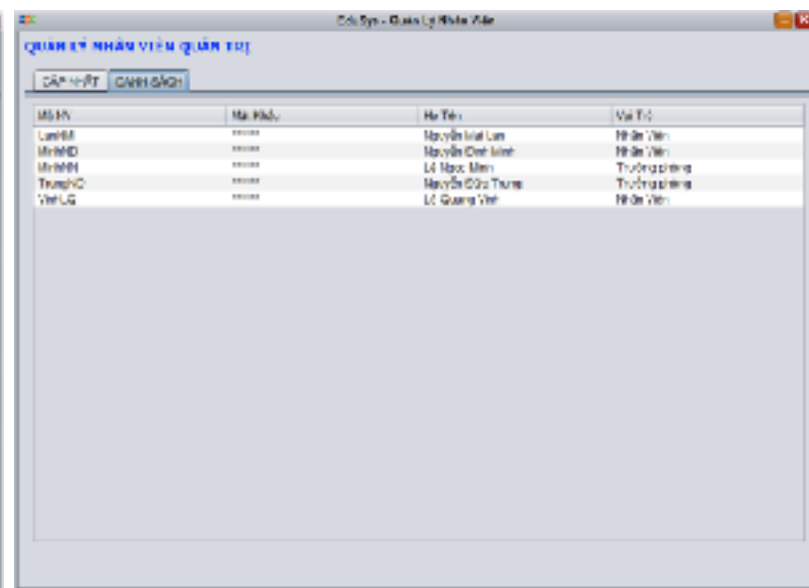 EduSys - Quản Lý Nhân Viên
QUẢN LÝ NHÂN VIÊN QUẢN TRỊ
CẬP NHẬT DANH SÁCH
Mã NV Mật Khẩu Họ Tên Vai Trò
****** Nguyễn Mai Lan Nhân Viên
MinhND ****** Nguyễn Đình Minh Nhân Viên
****** Lê Ngọc Minh Trưởng phòng
TrungND ****** Nguyễn Đức Trung Trưởng phòng
VinhLQ ****** Lê Quang Vinh Nhân Viên